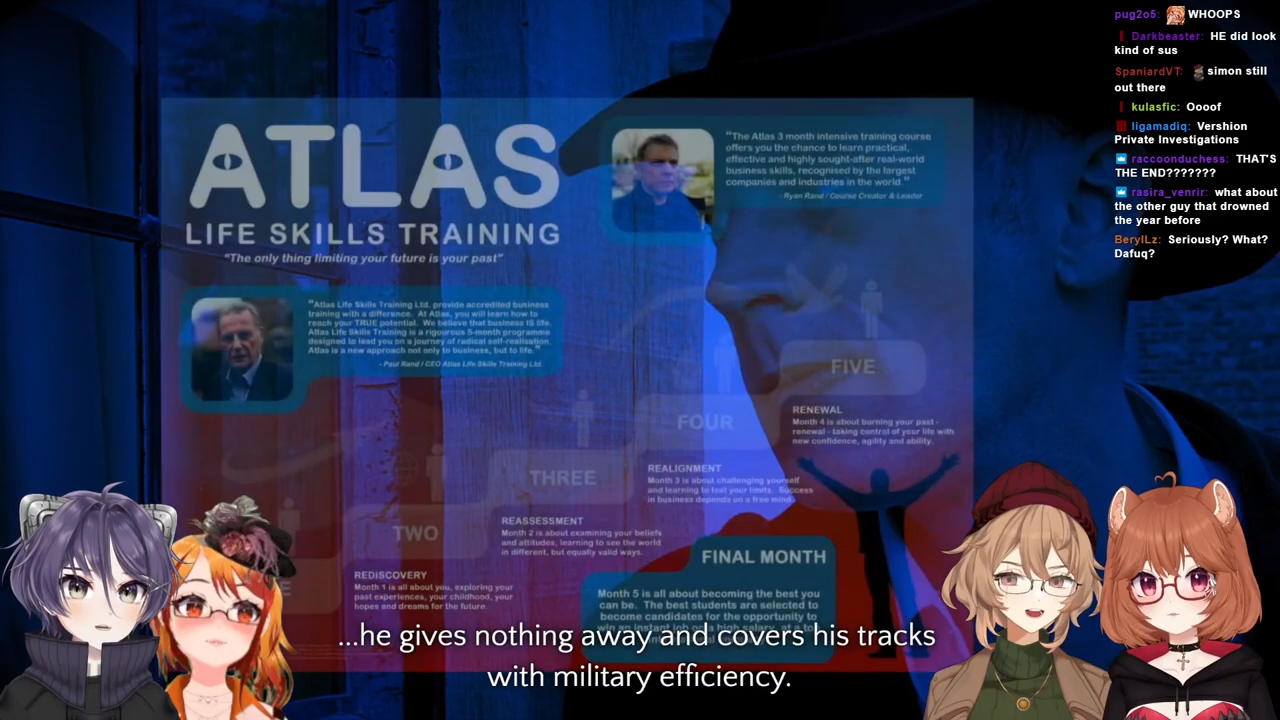 ATLAS
LIFE SKILLS TRAINING
"The only thing limiting your future is your past"
"The Atlas 3 month intensive training course
offers you the chance to learn practical,
effective and highly sought-after real-world
business skills, recognised by the largest
companies and industries in the world."
- Ryan Rand / Course Creator & Leader
"Atlas Life Skills Training Ltd. provide accredited business
training with a difference. At Atlas, you will learn how to
reach your TRUE potential. We believe that business IS life.
Atlas Life Skills Training is a rigourous 5-month programme
designed to lead you on a journey of radical self-realisation.
Atlas is a new approach not only to business, but to life."
- Paul Rand / CEO Atlas Life Skills Training Ltd.
FIVE
RENEWAL
Month 4 is about burning your past -
renewal - taking control of your life with
new confidence, agility and ability.
FOUR
REALIGNMENT
Month 3 is about challenging yourself
and learning to test your limits. Success
in business depends on a free mind.
THREE
REASSESSMENT
Month 2 is about examining your beliefs
and attitudes, learning to see the world
in different, but equally valid ways.
TWO
REDISCOVERY
Month 1 is all about you, exploring your
past experiences, your childhood, your
hopes and dreams for the future.
FINAL MONTH
Month 5 is all about becoming the best you
can be. The best students are selected to
become candidates for the opportunity to
win an instant job on a high salary, at a top
...he gives nothing away and covers his tracks
with military efficiency.
pug2o5: WHOOPS
Darkbeaster: HE did look
kind of sus
SpaniardVT: simon still
out there
kulasfic: Oooof
ligamadiq: Vershion
Private Investigations
raccoonduchess: THAT'S
THE END???????
rasira_venrir: what about
the other guy that drowned
the year before
BerylLz: Seriously? What?
Dafuq?